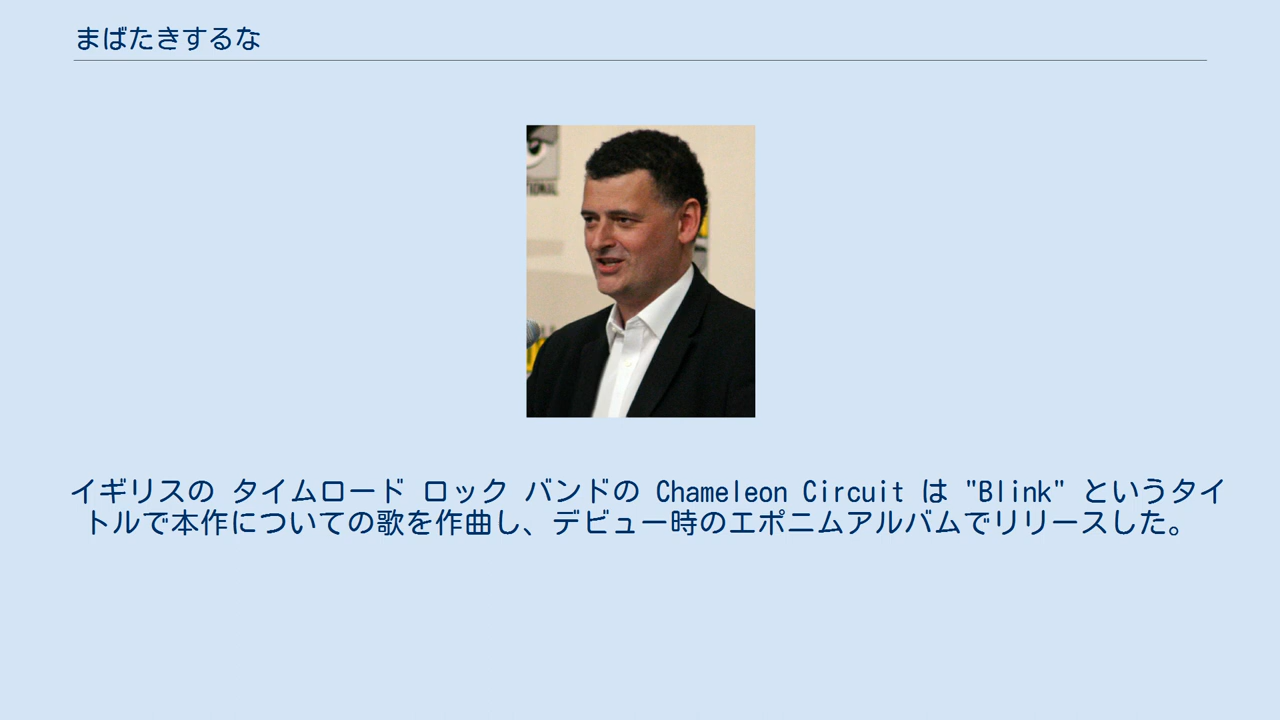 まばたきするな
イギリスの タイムロード ロック バンドの Chameleon Circuit は "Blink" というタイ
トルで本作についての歌を作曲し、デビュー時のエポニムアルバムでリリースした。